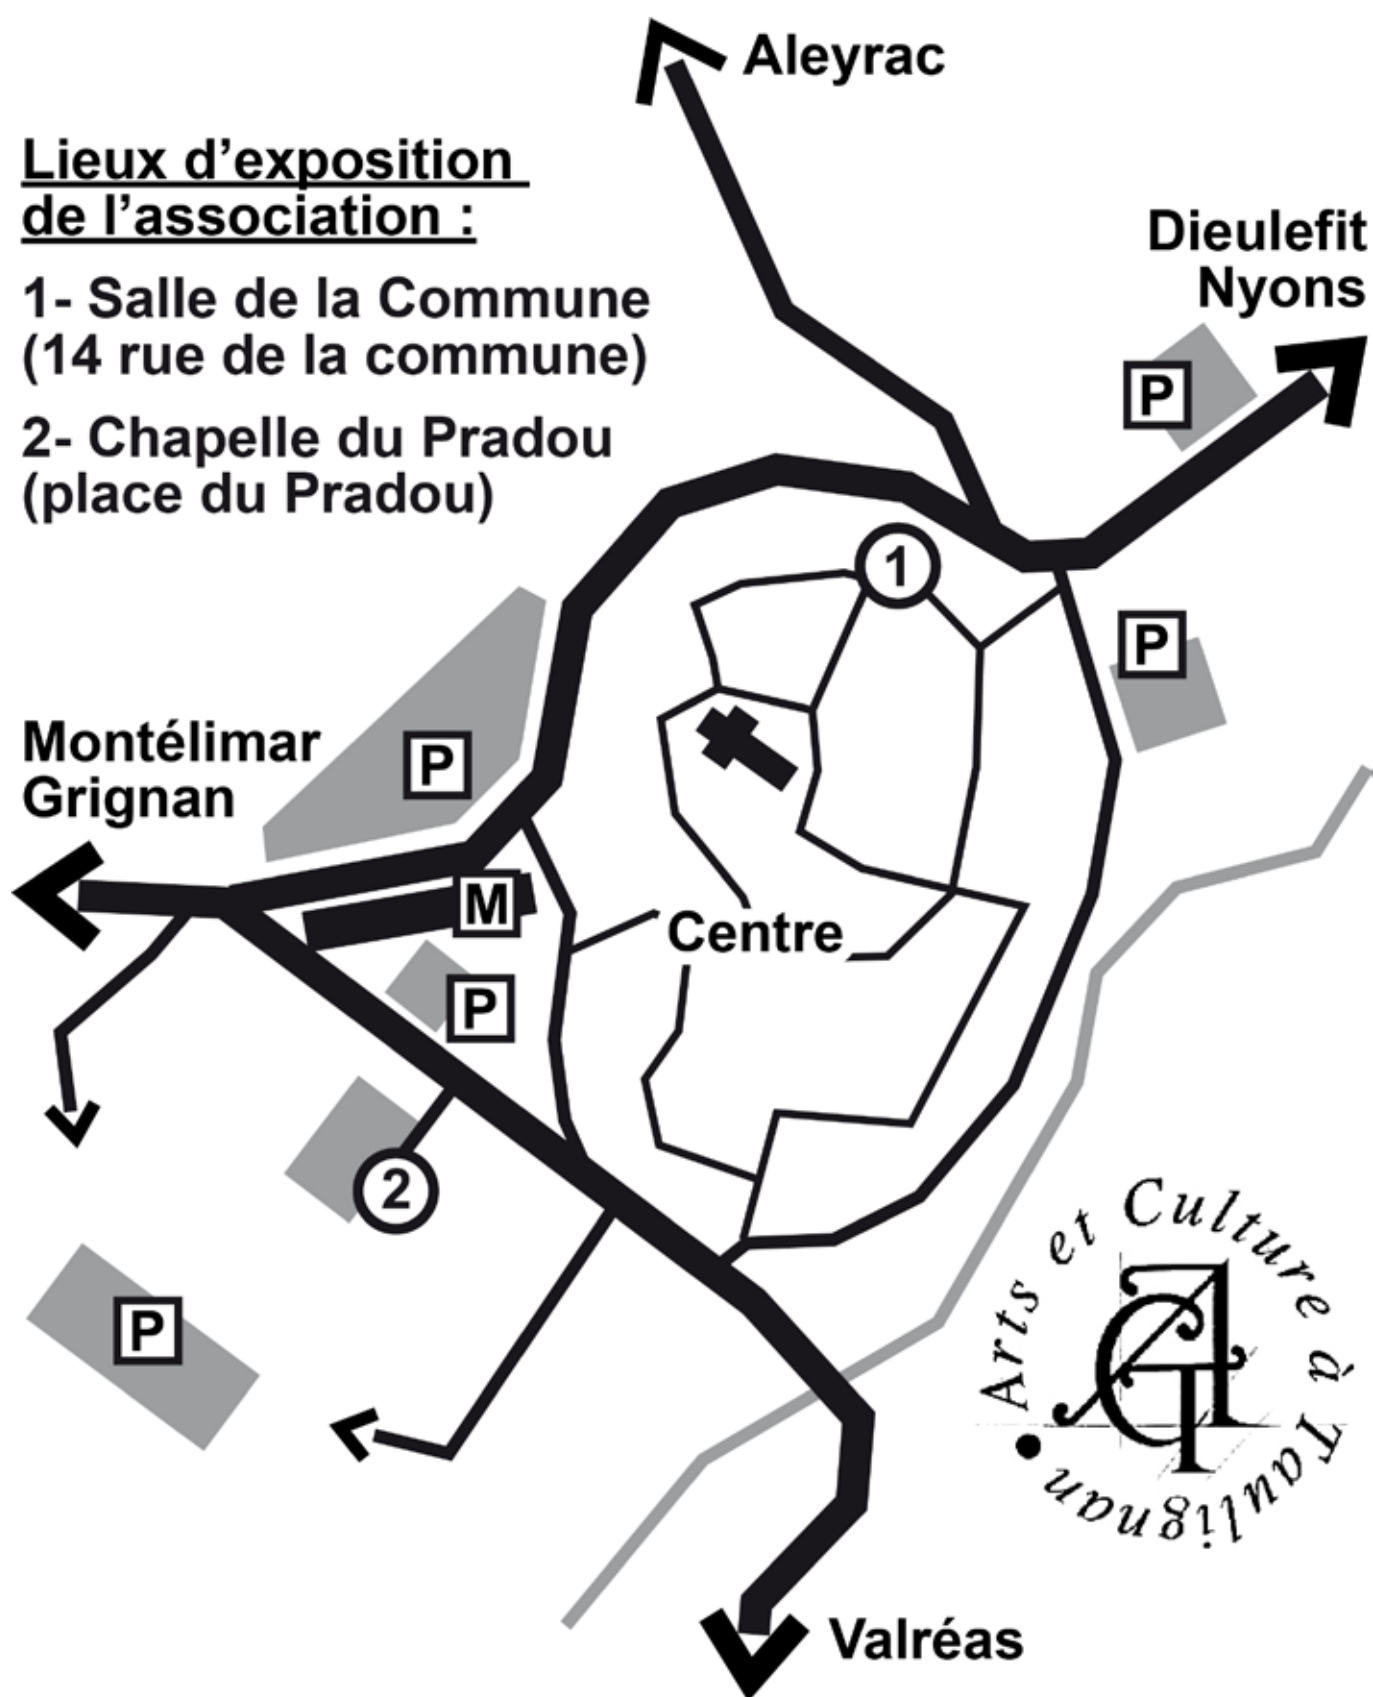 Aleyrac
Lieux d’exposition
de l’association :
1- Salle de la Commune
(14 rue de la commune)
2- Chapelle du Pradou
(place du Pradou)
Dieulefit
Nyons
P
1
P
Montélimar
Grignan
P
M
Centre
P
2
P
Arts et Culture à Taulignan
ACT
Valréas